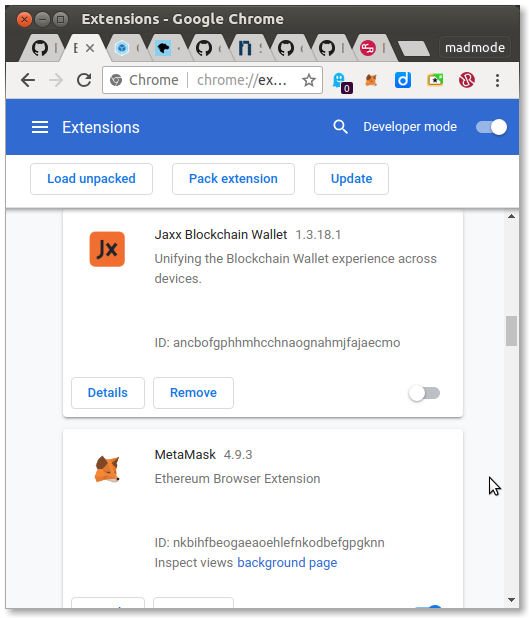 Extensions - Google Chrome
madmode
Chrome chrome://ex...
0
Extensions Developer mode
Load unpacked Pack extension Update
Jx
Jaxx Blockchain Wallet 1.3.18.1
Unifying the Blockchain Wallet experience across
devices.
ID: ancbofgphhmhcchnaognahmjfajaecmo
Details Remove
MetaMask 4.9.3
Ethereum Browser Extension
ID: nkbihfbeogaeaoehlefnkodbefgpgknn
Inspect views background page